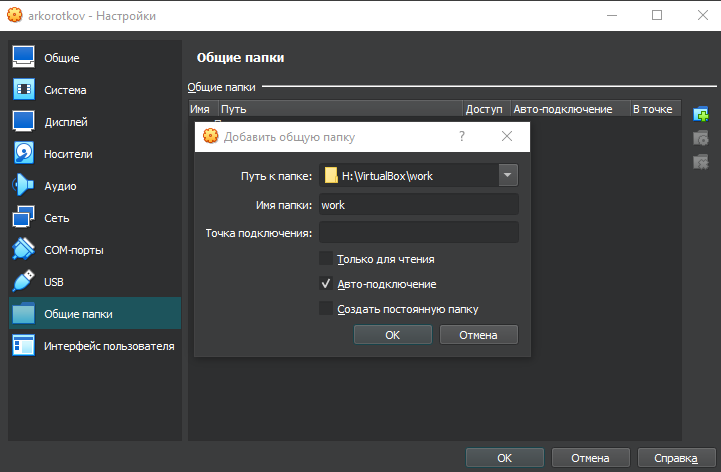 arkorotkov - Настройки
Общие
Система
Дисплей
Носители
Аудио
Сеть
COM-порты
USB
Общие папки
Интерфейс пользователя
Общие папки
Общие папки
Имя Путь Доступ Авто-подключение В точке
Добавить общую папку ?
Путь к папке: H:\VirtualBox\work
Имя папки: work
Точка подключения:
Только для чтения
Авто-подключение
Создать постоянную папку
OK Отмена
OK Отмена Справка